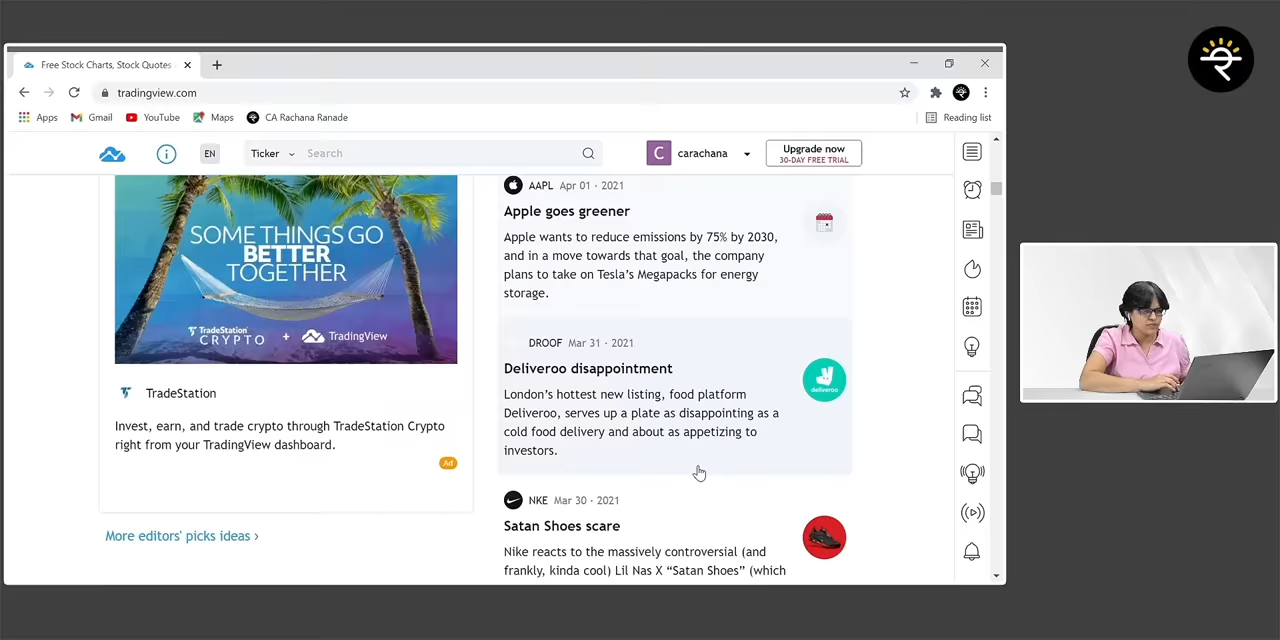 Free Stock Charts, Stock Quotes
tradingview.com
Apps
Gmail
YouTube
Maps
CA Rachana Ranade
Reading list
EN
Ticker
Search
C
carachana
Upgrade now
30-DAY FREE TRIAL
SOME THINGS GO
BETTER
TOGETHER
TradeStation
CRYPTO
+
TradingView
TradeStation
Invest, earn, and trade crypto through TradeStation Crypto
right from your TradingView dashboard.
Ad
More editors' picks ideas ›
AAPL Apr 01 · 2021
Apple goes greener
Apple wants to reduce emissions by 75% by 2030,
and in a move towards that goal, the company
plans to take on Tesla’s Megapacks for energy
storage.
DROOF Mar 31 · 2021
Deliveroo disappointment
London’s hottest new listing, food platform
Deliveroo, serves up a plate as disappointing as a
cold food delivery and about as appetizing to
investors.
deliveroo
NKE Mar 30 · 2021
Satan Shoes scare
Nike reacts to the massively controversial (and
frankly, kinda cool) Lil Nas X “Satan Shoes” (which